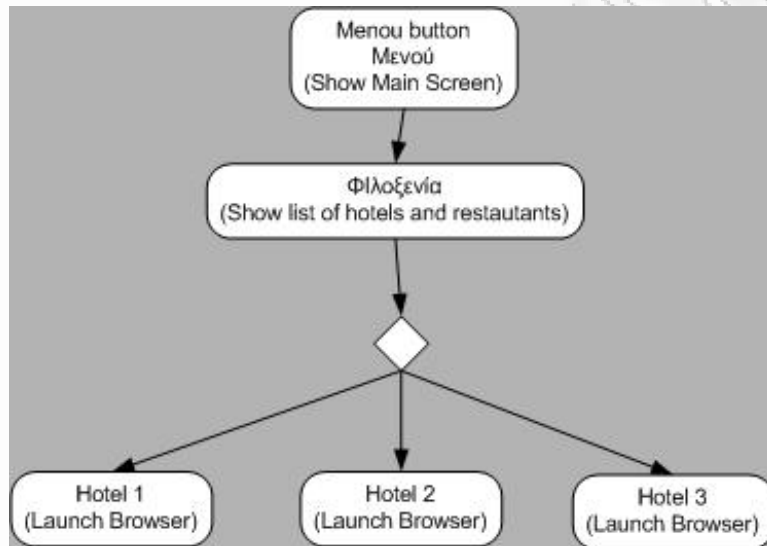 Menou button
Μενού
(Show Main Screen)
ΦΙλοξενία
(Show list of hotels and restautants)
Hotel 1
(Launch Browser)
Hotel 2
(Launch Browser)
Hotel 3
(Launch Browser)